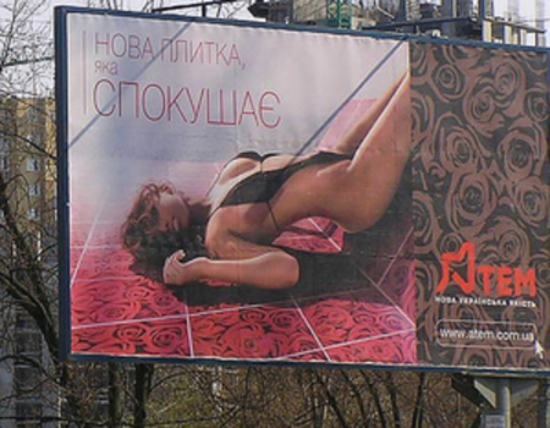 НОВА ПЛИТКА,
яка
СПОКУШАЄ
АТЕМ
НОВА УКРАЇНСЬКА ЯКІСТЬ
www.atem.com.ua